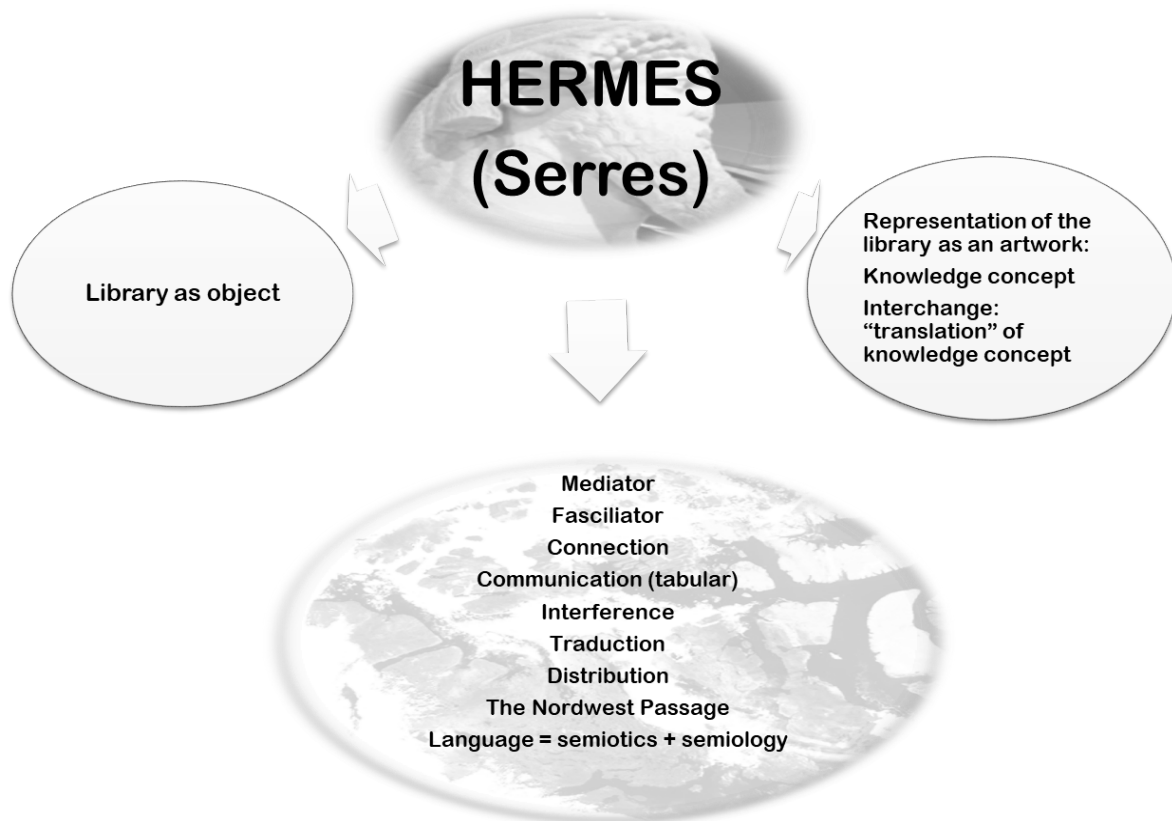 HERMES
(Serres)
Library as object
Representation of the
library as an artwork:
Knowledge concept
Interchange:
“translation” of
knowledge concept
Mediator
Fasciliator
Connection
Communication (tabular)
Interference
Traduction
Distribution
The Nordwest Passage
Language = semiotics + semiology